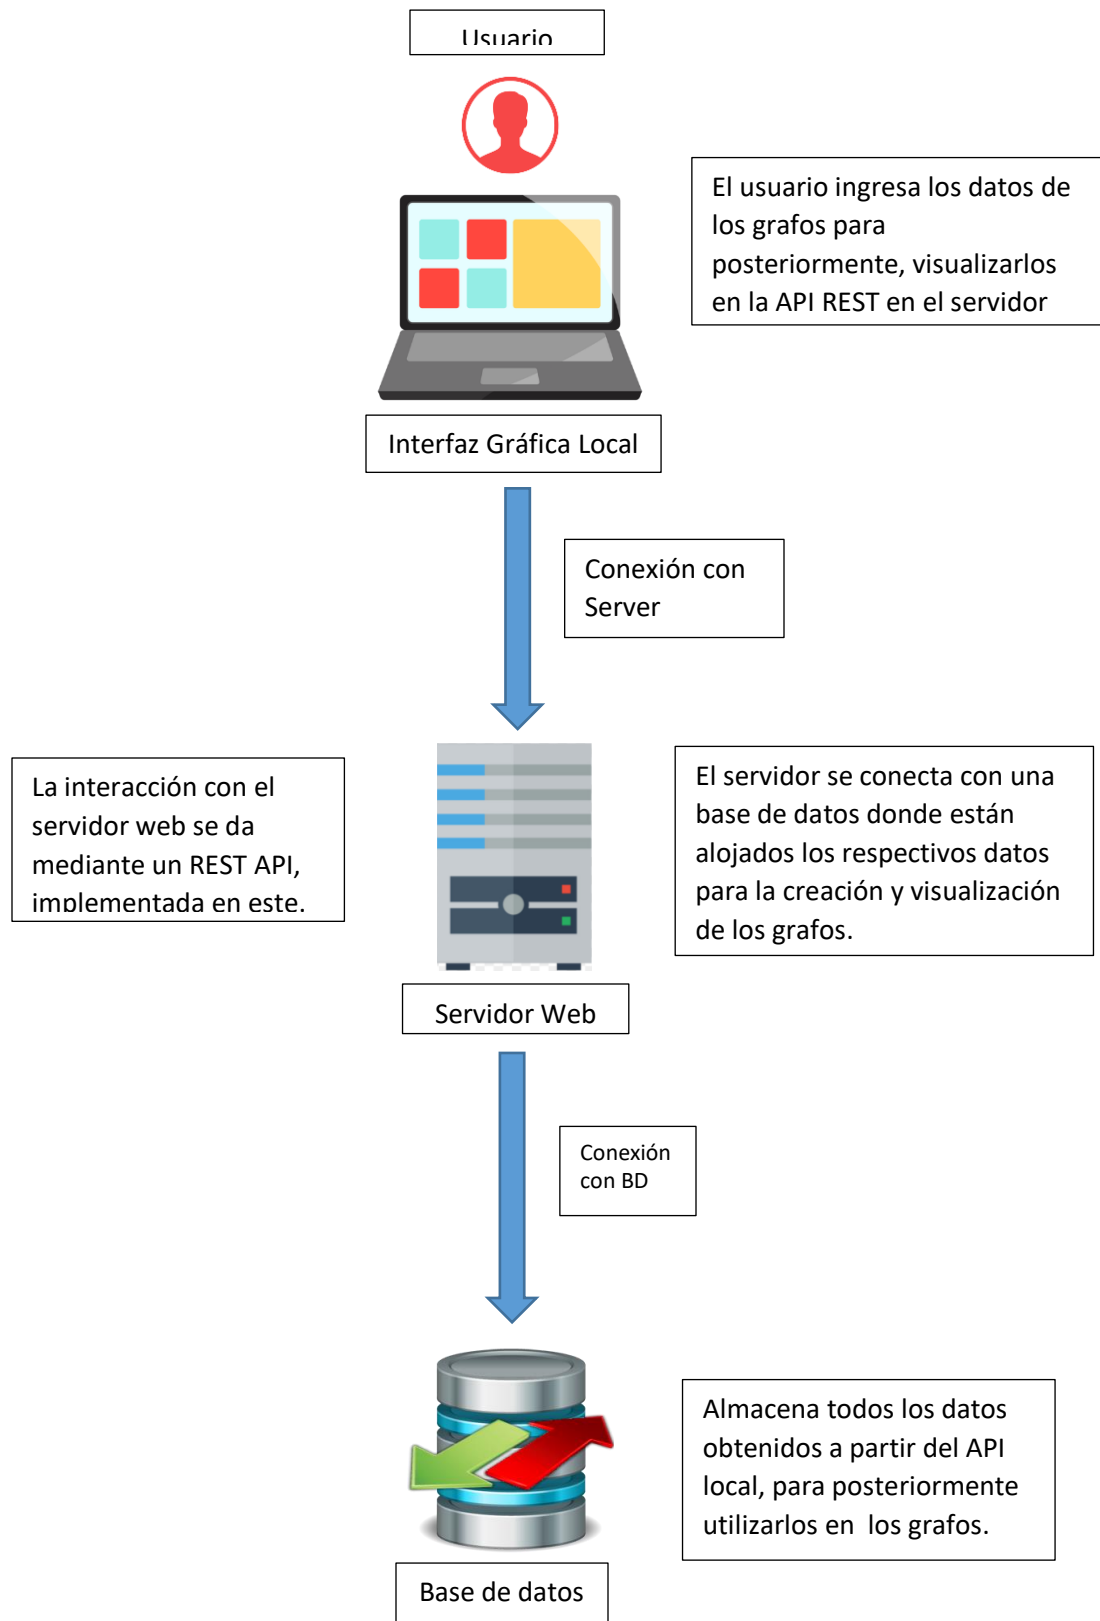 Usuario
El usuario ingresa los datos de
los grafos para
posteriormente, visualizarlos
en la API REST en el servidor
Interfaz Gráfica Local
Conexión con
Server
La interacción con el
servidor web se da
mediante un REST API,
implementada en este.
El servidor se conecta con una
base de datos donde están
alojados los respectivos datos
para la creación y visualización
de los grafos.
Servidor Web
Conexión
con BD
Almacena todos los datos
obtenidos a partir del API
local, para posteriormente
utilizarlos en  los grafos.
Base de datos